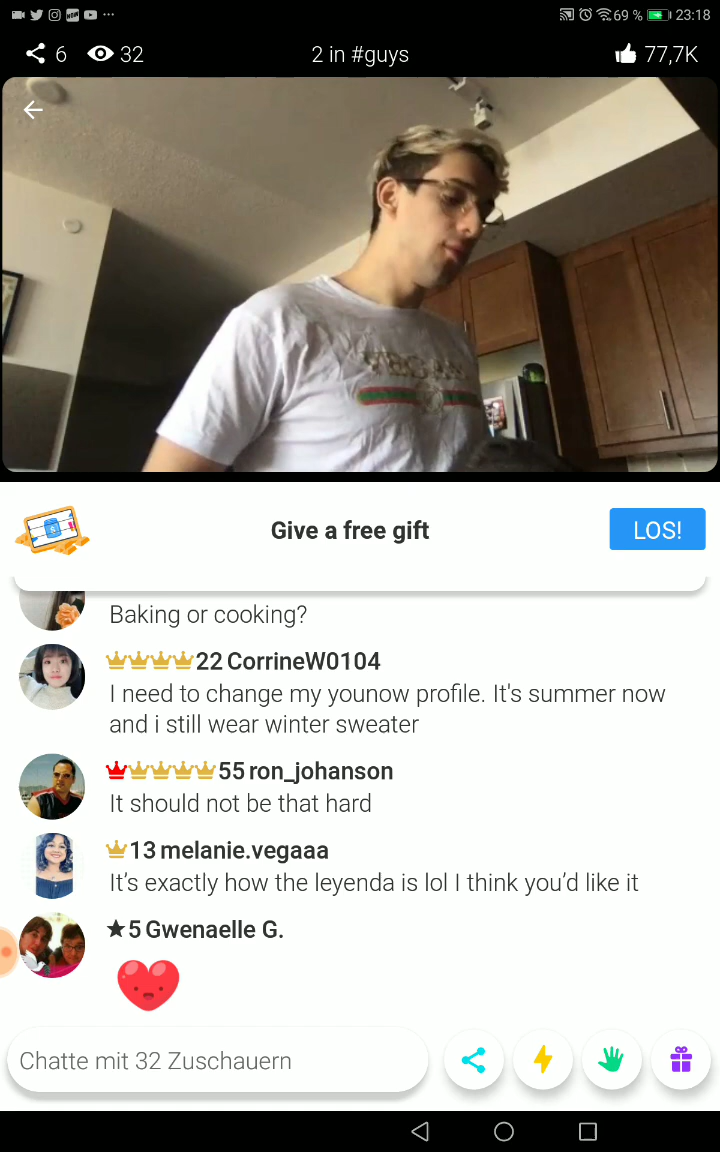 69 % 23:18
6 32 2 in #guys 77,7K
VEGAN
Give a free gift LOS!
Baking or cooking?
22 CorrineW0104
I need to change my younow profile. It's summer now
and i still wear winter sweater
55 ron_johanson
It should not be that hard
13 melanie.vegaaa
It’s exactly how the leyenda is lol I think you’d like it
5 Gwenaelle G.
Chatte mit 32 Zuschauern